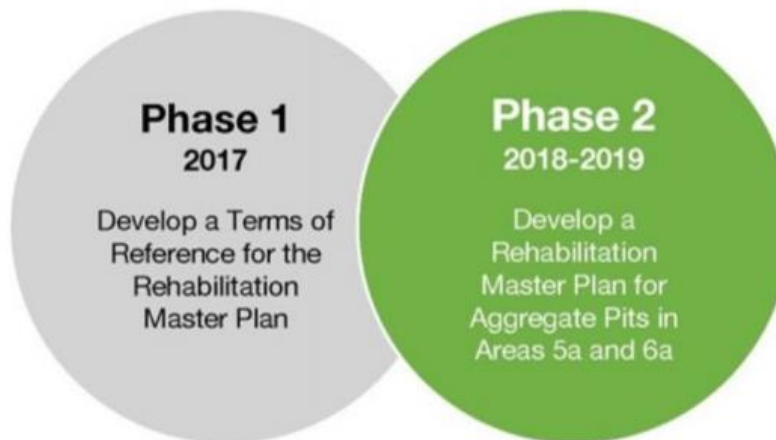 Phase 1
2017
Develop a Terms of
Reference for the
Rehabilitation
Master Plan
Phase 2
2018-2019
Develop a
Rehabilitation
Master Plan for
Aggregate Pits in
Areas 5a and 6a